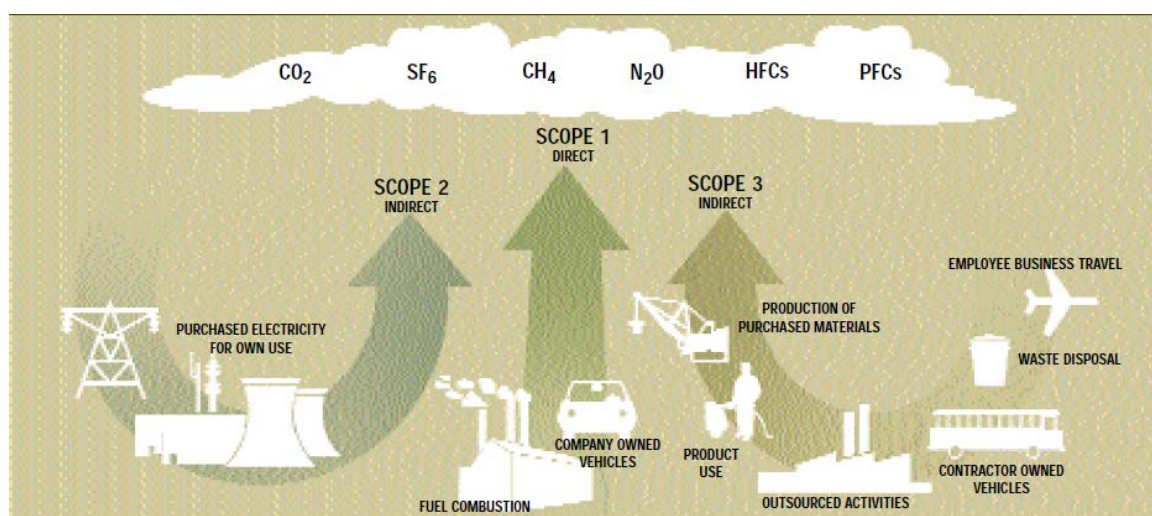 CO₂ SF₆ CH₄ N₂O HFCs PFCs
SCOPE 1
DIRECT
SCOPE 2
INDIRECT
SCOPE 3
INDIRECT
EMPLOYEE BUSINESS TRAVEL
PURCHASED ELECTRICITY
FOR OWN USE
PRODUCTION OF
PURCHASED MATERIALS
WASTE DISPOSAL
COMPANY OWNED
VEHICLES
PRODUCT
USE
CONTRACTOR OWNED
VEHICLES
FUEL COMBUSTION
OUTSOURCED ACTIVITIES